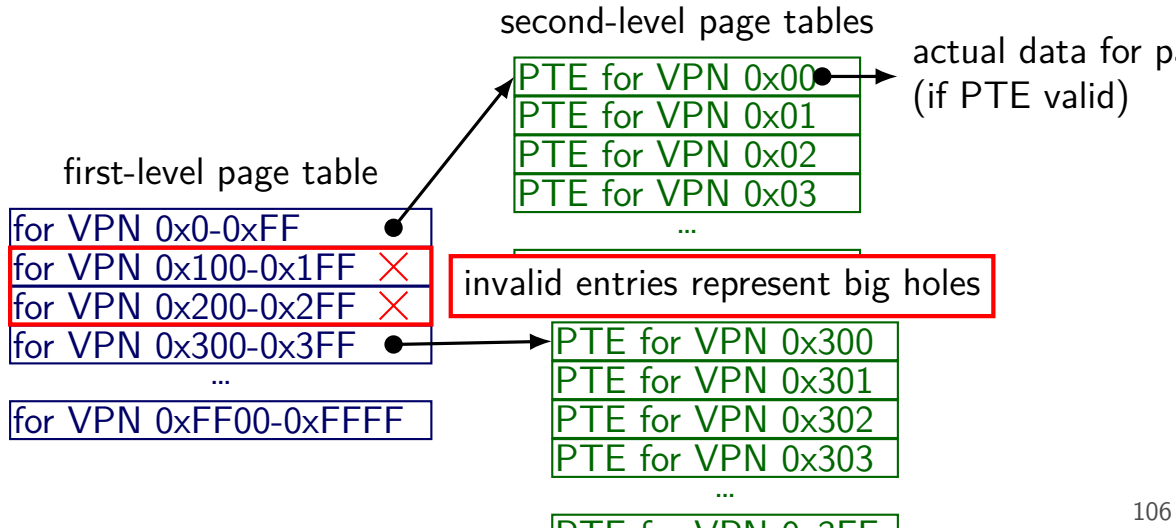 second-level page tables
PTE for VPN 0x00
PTE for VPN 0x01
PTE for VPN 0x02
PTE for VPN 0x03
...
actual data for
(if PTE valid)
first-level page table
for VPN 0x0-0xFF
for VPN 0x100-0x1FF
for VPN 0x200-0x2FF
for VPN 0x300-0x3FF
...
for VPN 0xFF00-0xFFFF
invalid entries represent big holes
PTE for VPN 0x300
PTE for VPN 0x301
PTE for VPN 0x302
PTE for VPN 0x303
...
PTE for VPN
106